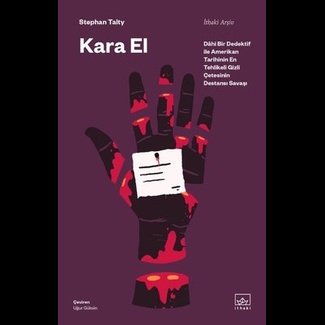 Stephan Talty
İthaki Arşiv
Kara El
Dâhi Bir Dedektif
ile Amerikan
Tarihinin En
Tehlikeli Gizli
Çetesinin
Destansı Savaşı
Çeviren
Uğur Gülsün
ithaki